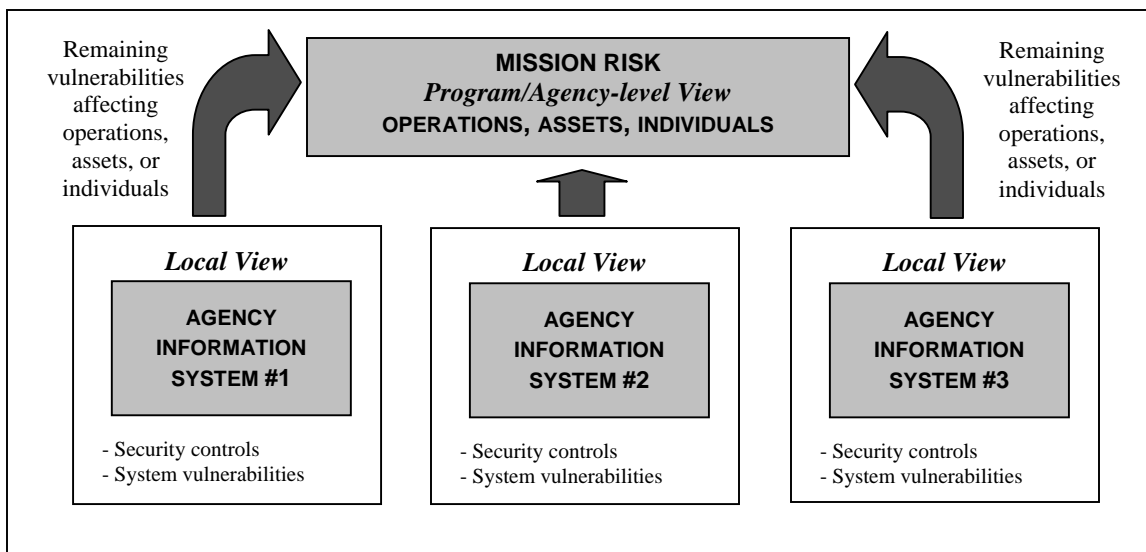 Remaining
vulnerabilities
affecting
operations,
assets, or
individuals
MISSION RISK
Program/Agency-level View
OPERATIONS, ASSETS, INDIVIDUALS
Remaining
vulnerabilities
affecting
operations,
assets, or
individuals
Local View
AGENCY
INFORMATION
SYSTEM #1
- Security controls
- System vulnerabilities
Local View
AGENCY
INFORMATION
SYSTEM #2
- Security controls
- System vulnerabilities
Local View
AGENCY
INFORMATION
SYSTEM #3
- Security controls
- System vulnerabilities